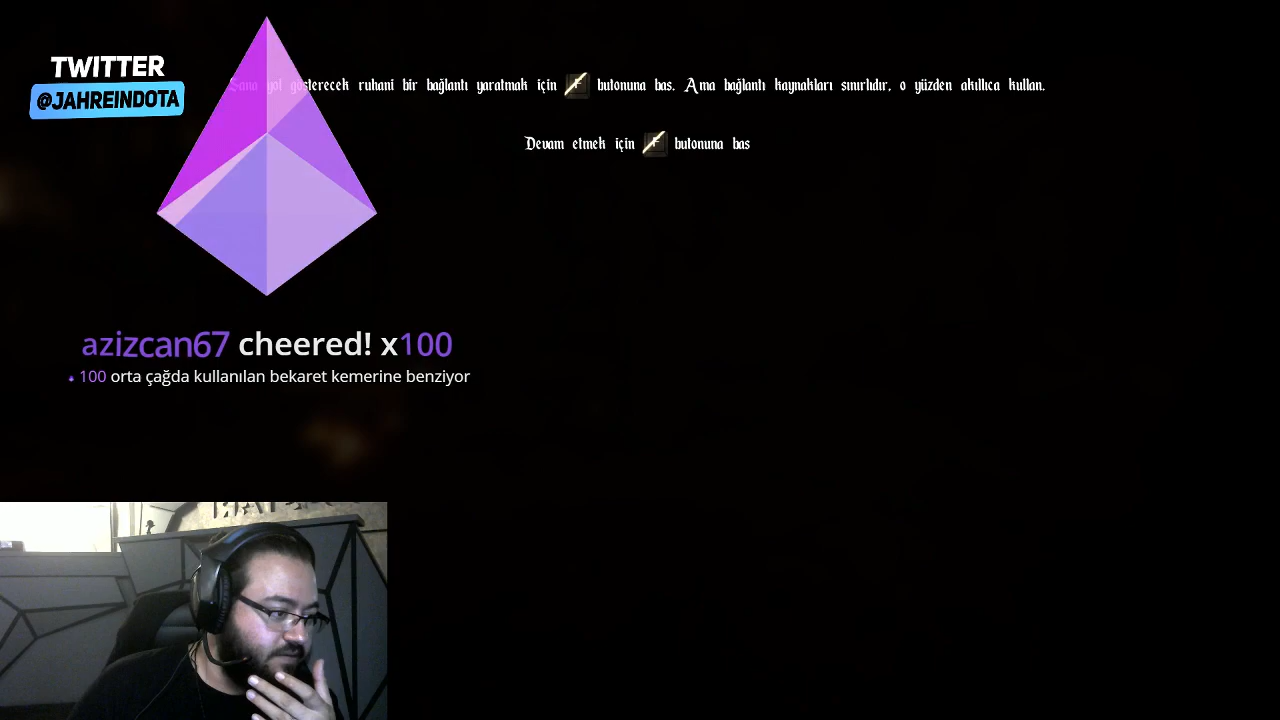 TWITTER
@JAHREINDOTA
Sana yol gösterecek ruhani bir bağlantı yaratmak için F butonuna bas. Ama bağlantı kaynakları sınırlıdır, o yüzden akıllıca kullan.
Devam etmek için F butonuna bas
azizcan67 cheered! x100
100 orta çağda kullanılan bekaret kemerine benziyor